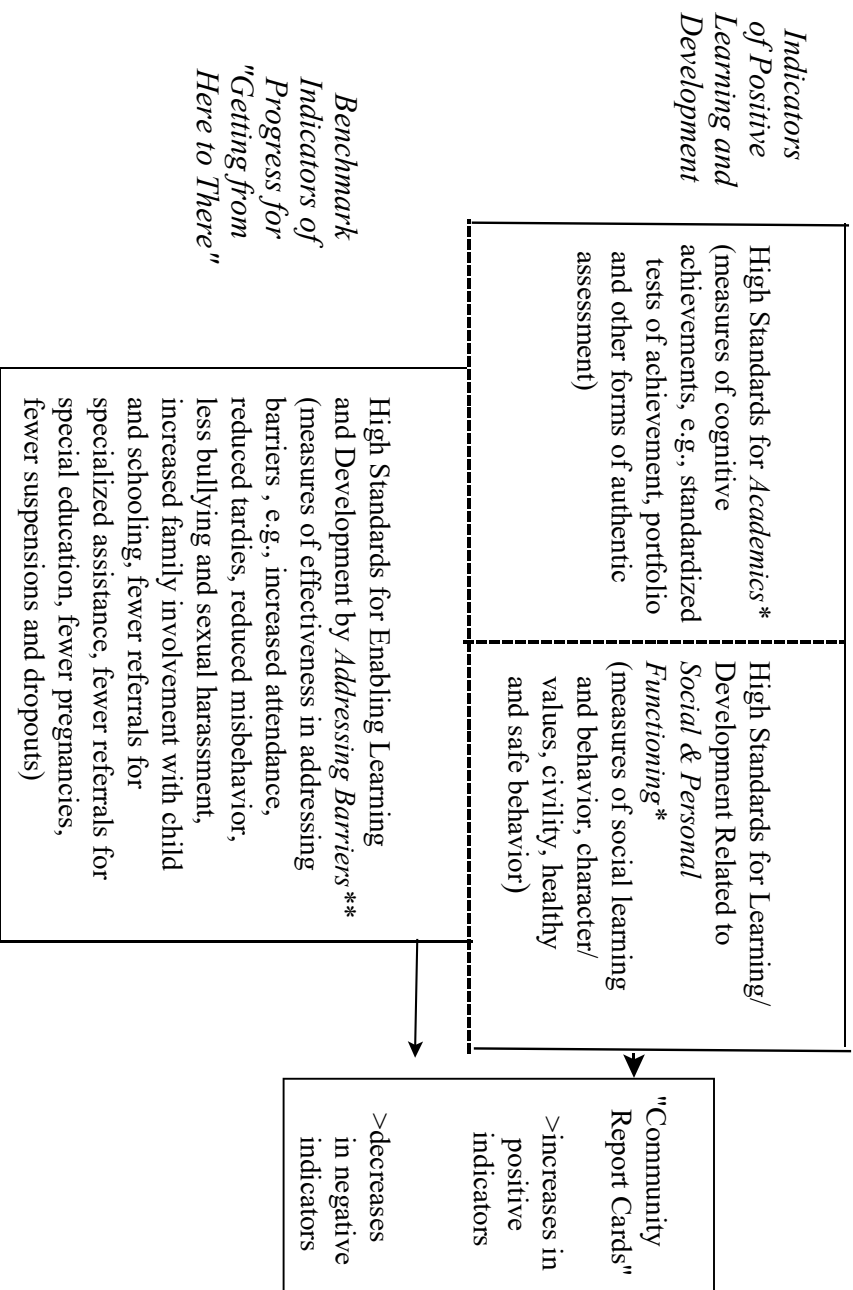 Indicators
of Positive
Learning and
Development
High Standards for Academics*
(measures of cognitive
achievements, e.g., standardized
tests of achievement, portfolio
and other forms of authentic
assessment)
High Standards for Learning/
Development Related to
Social & Personal
Functioning*
(measures of social learning
and behavior, character/
values, civility, healthy
and safe behavior)
"Community
Report Cards"
>increases in
positive
indicators
>decreases
in negative
indicators
Benchmark
Indicators of
Progress for
"Getting from
Here to There"
High Standards for Enabling Learning
and Development by Addressing Barriers**
(measures of effectiveness in addressing
barriers , e.g., increased attendance,
reduced tardies, reduced misbehavior,
less bullying and sexual harassment,
increased family involvement with child
and schooling, fewer referrals for
specialized assistance, fewer referrals for
special education, fewer pregnancies,
fewer suspensions and dropouts)